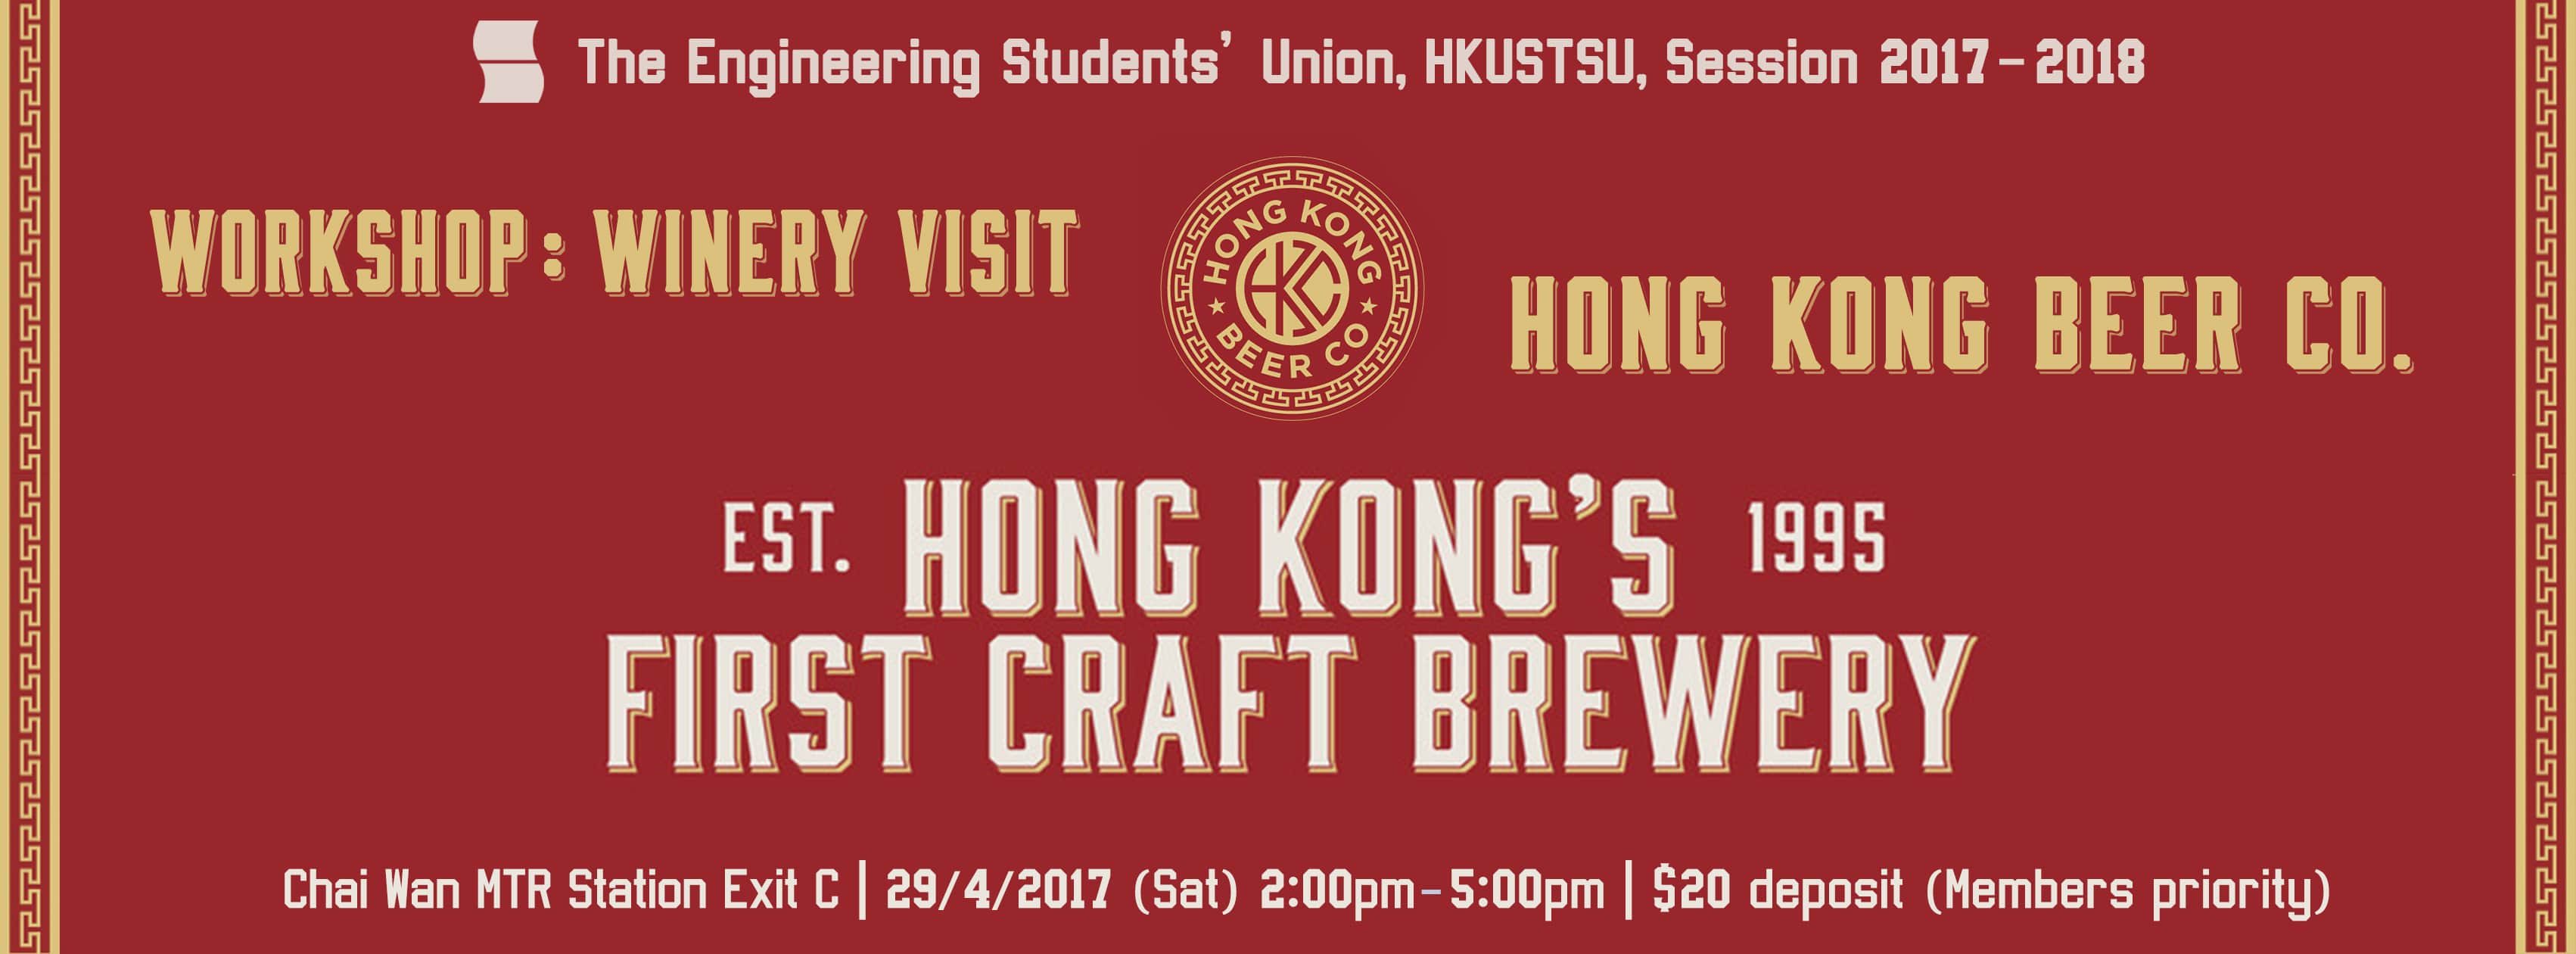 The Engineering Students' Union, HKUSTSU, Session 2017-2018
WORKSHOP: WINERY VISIT
HONG KONG
BEER CO
HK
HONG KONG BEER CO.
EST. HONG KONG'S 1995
FIRST CRAFT BREWERY
Chai Wan MTR Station Exit C | 29/4/2017 (Sat) 2:00pm-5:00pm | $20 deposit (Members priority)